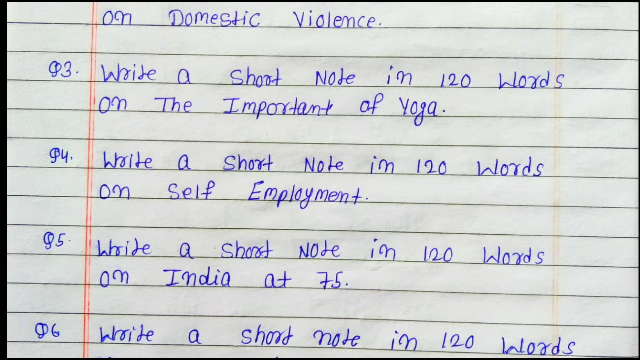 on Domestic Violence.
Q3. Write a Short Note in 120 Words
on The Important of Yoga.
Q4. Write a Short Note in 120 Words
on Self Employment.
Q5. Write a Short Note in 120 Words
on India at 75.
Q6 Write a Short note in 120 Words